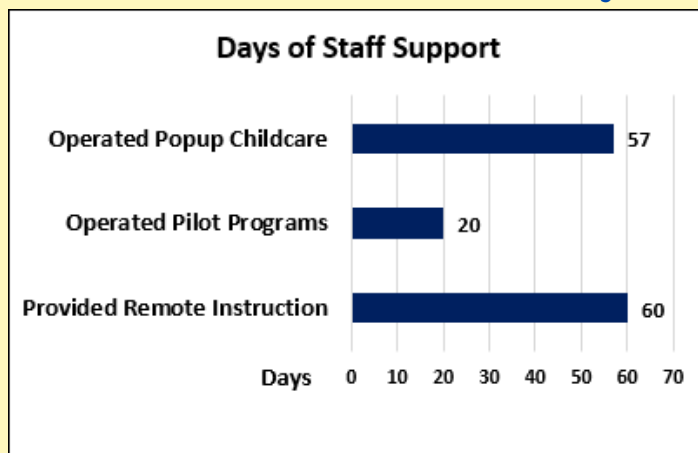 Days of Staff Support
Operated Popup Childcare 57
Operated Pilot Programs 20
Provided Remote Instruction 60
Days 0 10 20 30 40 50 60 70